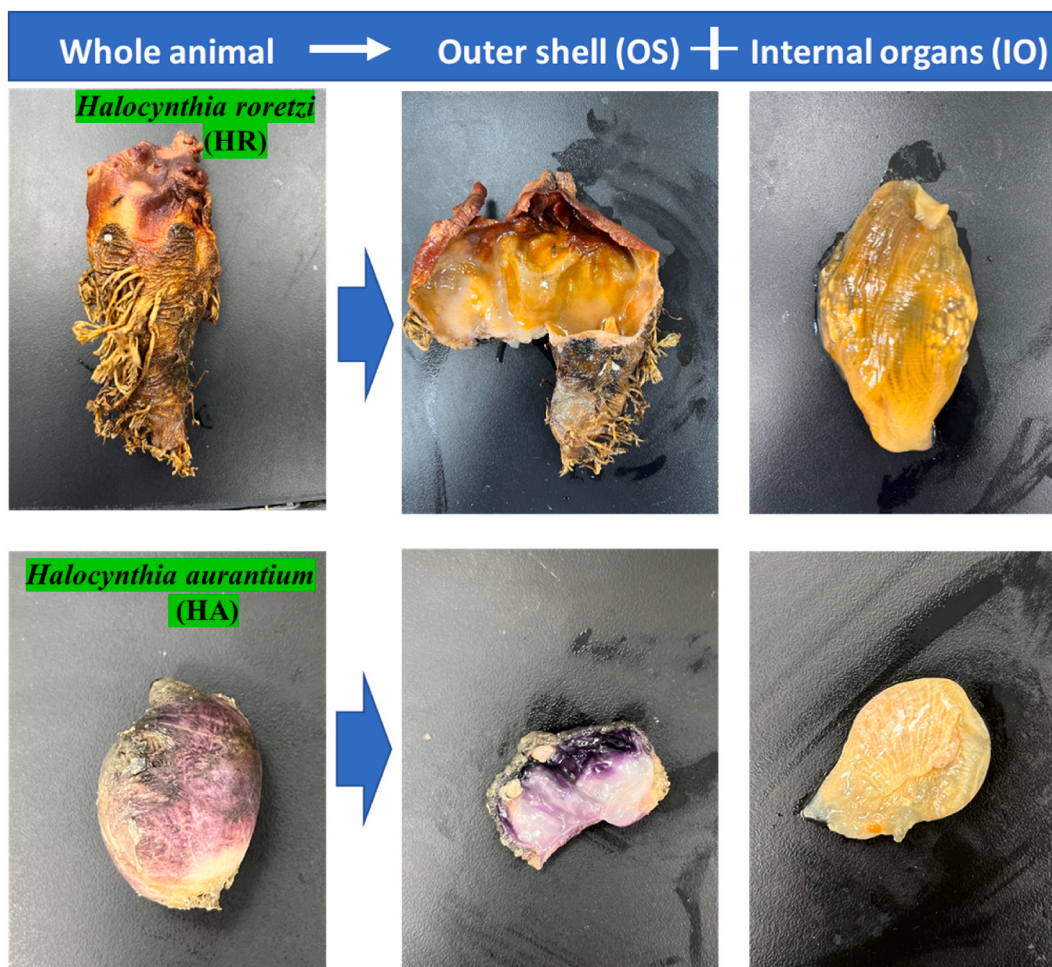 Whole animal → Outer shell (OS) + Internal organs (IO)
Halocynthia roretzi
(HR)
Halocynthia aurantium
(HA)